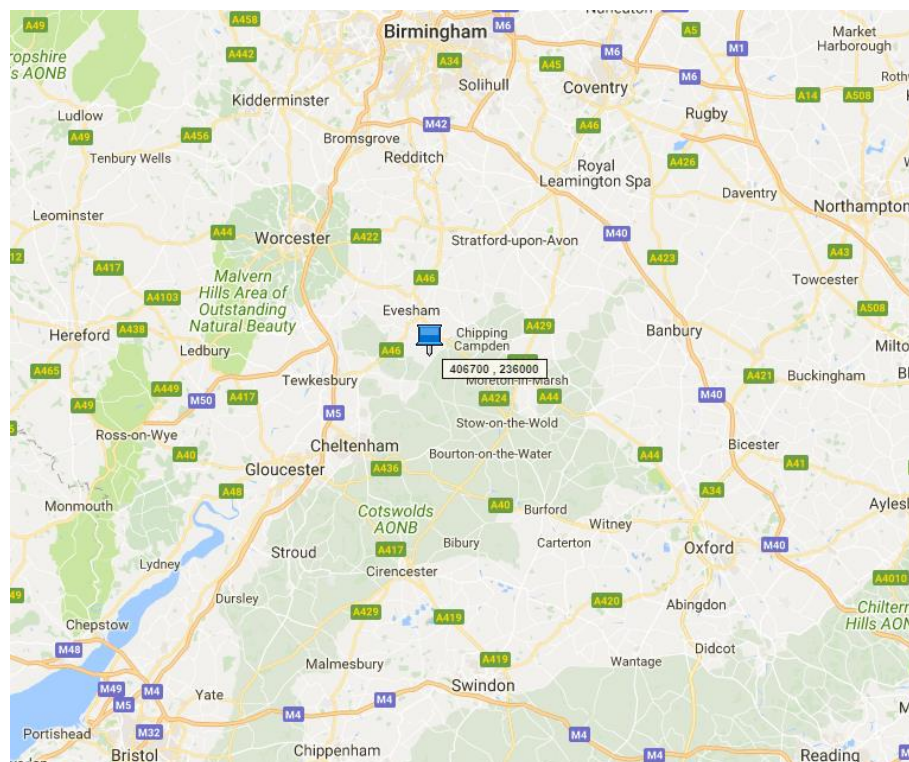 A49
A458
Birmingham
M6
Nuneaton
A5
M1
Market
Harborough
ropshire
s AONB
A442
A34
M6
A45
Solihull
Coventry
M6
A14
A508
Roth
Kidderminster
Ludlow
A49
A456
Bromsgrove
M42
A46
Rugby
Tenbury Wells
Redditch
Royal
Leamington Spa
A426
Daventry
Leominster
Northampton
A44
Worcester
A422
Stratford-upon-Avon
M40
12
A417
A46
A423
A43
Malvern
Hills Area of
Outstanding
Natural Beauty
A4103
Towcester
A508
Evesham
Hereford
A438
Ledbury
Chipping
Campden
A429
Banbury
Milto
A46
406700 , 236000
A465
A449
Tewkesbury
Moreton-in-Marsh
A421
Buckingham
A49
M50
A417
M5
A424
A44
M40
Ross-on-Wye
Stow-on-the-Wold
Cheltenham
Bicester
A40
Gloucester
A436
Bourton-on-the-Water
A44
A41
A48
A34
Monmouth
Cotswolds
AONB
A40
Burford
Witney
Aylesl
Stroud
A417
Bibury
Carterton
Oxford
M40
Lydney
Cirencester
A4010
49
Dursley
A429
A419
A420
Abingdon
Chiltern
Hills AON
Chepstow
M48
Malmesbury
A419
Wantage
Didcot
M49
M4
M5
Yate
M4
Swindon
M4
M32
Portishead
Bristol
Chippenham
M4
M4
Reading
M